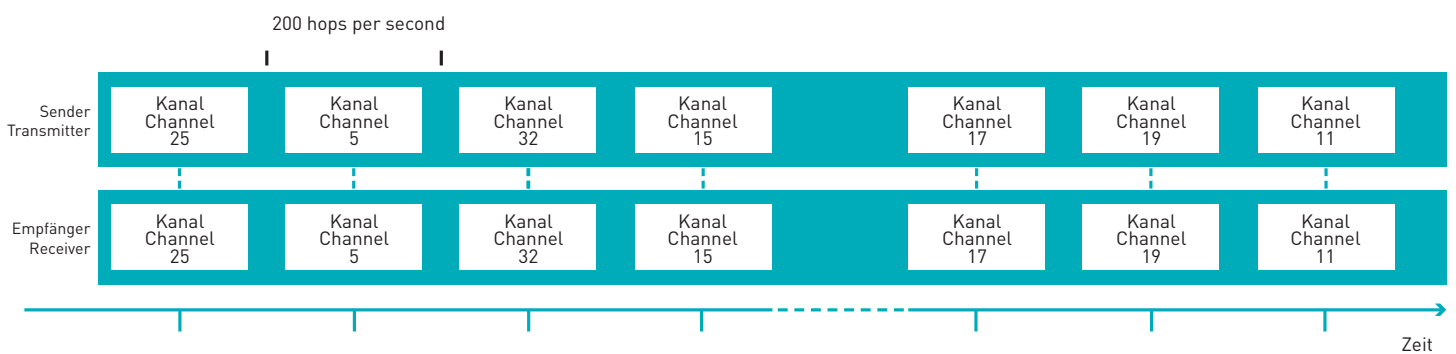 200 hops per second
Sender
Transmitter
Kanal
Channel
25
Kanal
Channel
5
Kanal
Channel
32
Kanal
Channel
15
Kanal
Channel
17
Kanal
Channel
19
Kanal
Channel
11
Empfänger
Receiver
Kanal
Channel
25
Kanal
Channel
5
Kanal
Channel
32
Kanal
Channel
15
Kanal
Channel
17
Kanal
Channel
19
Kanal
Channel
11
Zeit